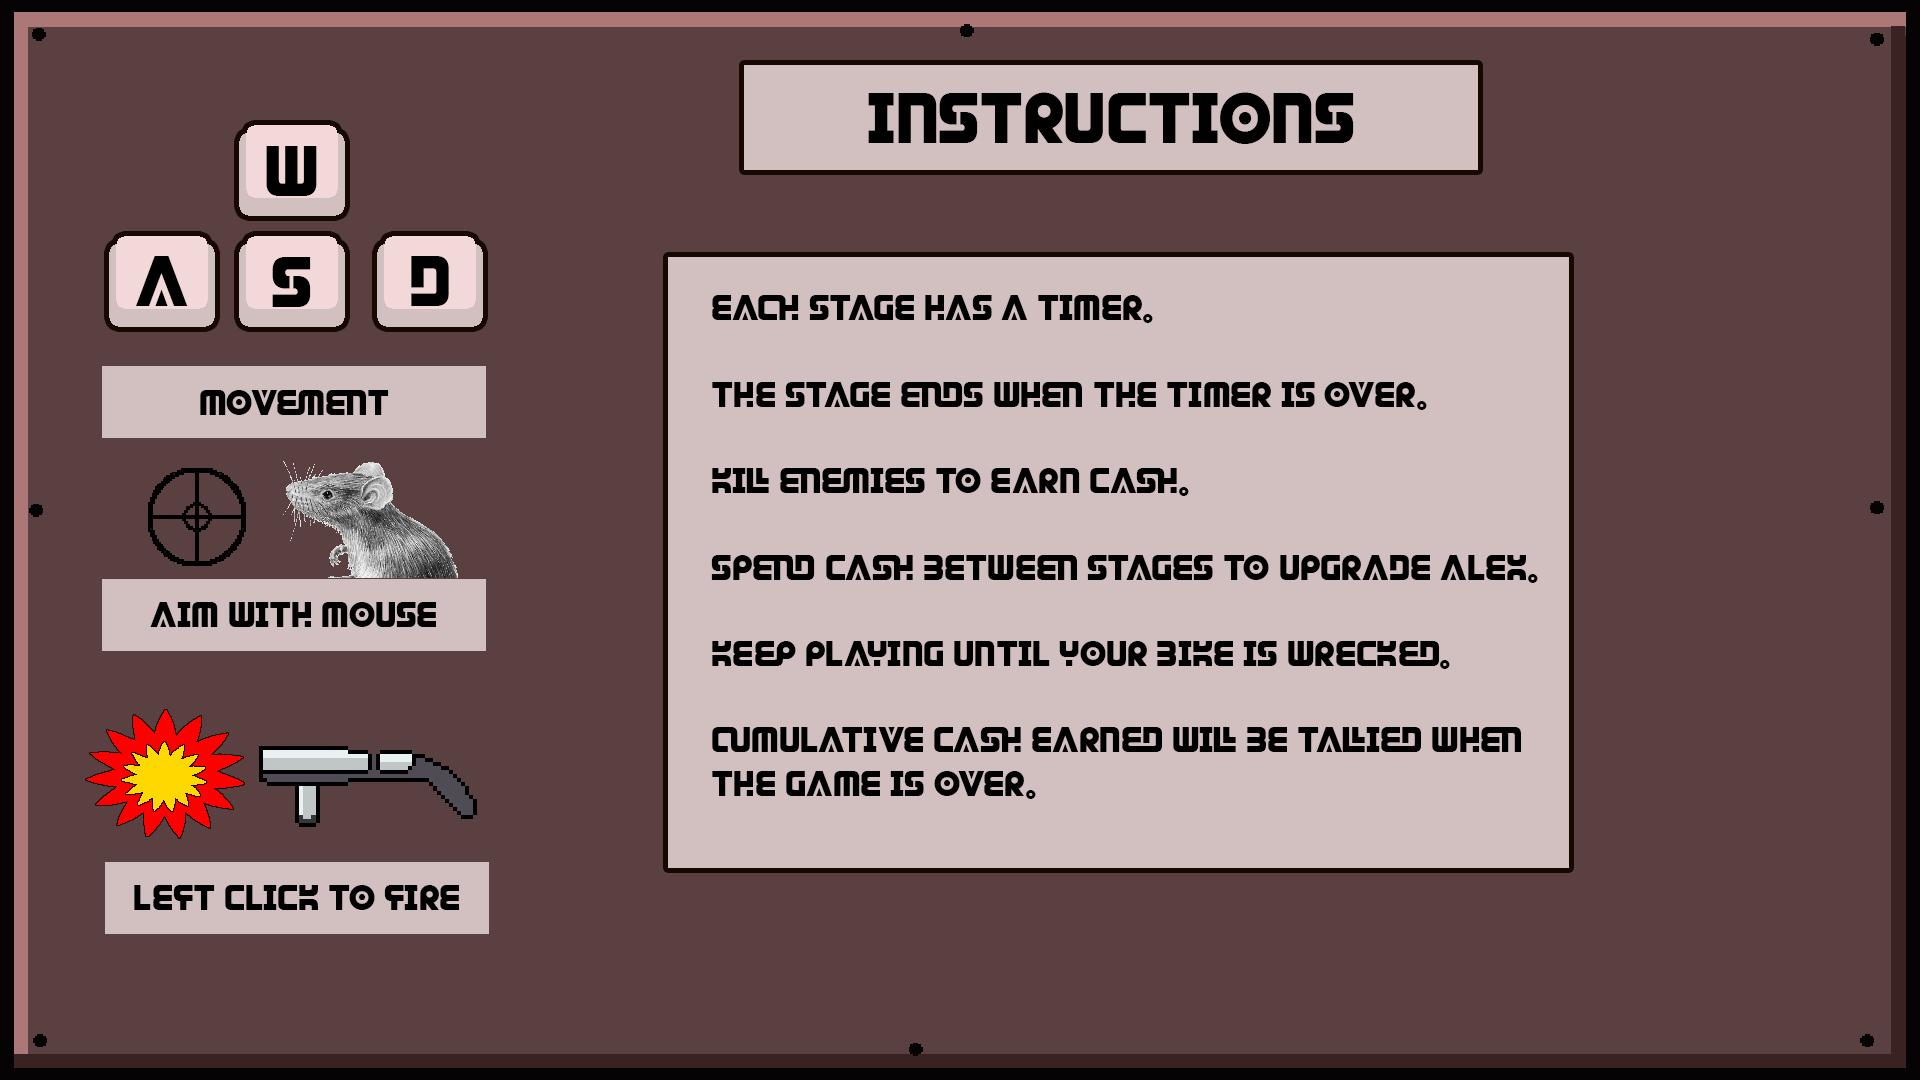 INSTRUCTIONS
W
A S D
MOVEMENT
AIM WITH MOUSE
LEFT CLICK TO FIRE
EACH STAGE HAS A TIMER.
THE STAGE ENDS WHEN THE TIMER IS OVER.
KILL ENEMIES TO EARN CASH.
SPEND CASH BETWEEN STAGES TO UPGRADE ALEX.
KEEP PLAYING UNTIL YOUR BIKE IS WRECKED.
CUMULATIVE CASH EARNED WILL BE TALLIED WHEN
THE GAME IS OVER.